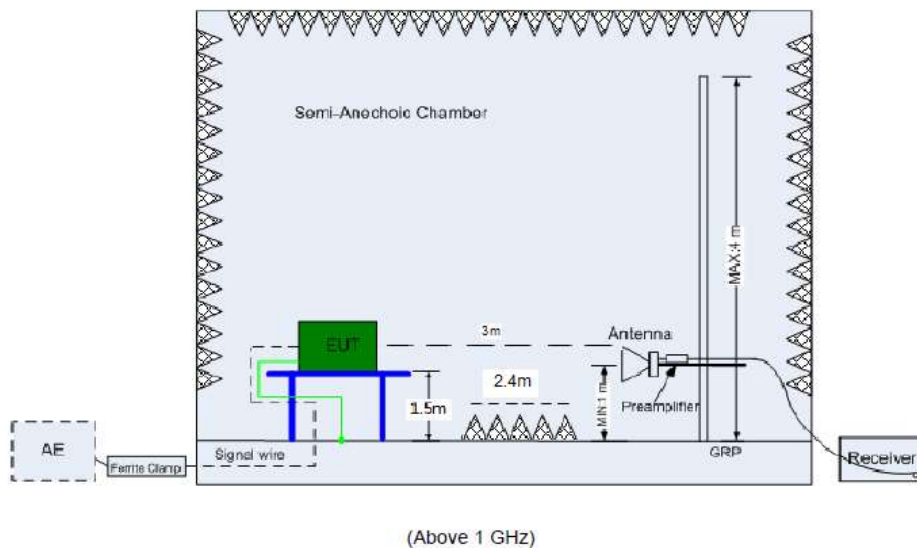 Semi-Anechoic Chamber
MAX:4 m
3m
Antenna
EUT
2.4m
1.5m
MIN:1 m
Preamplifier
AE
Ferrite Clamp
Signal wire
GRP
Receiver
(Above 1 GHz)